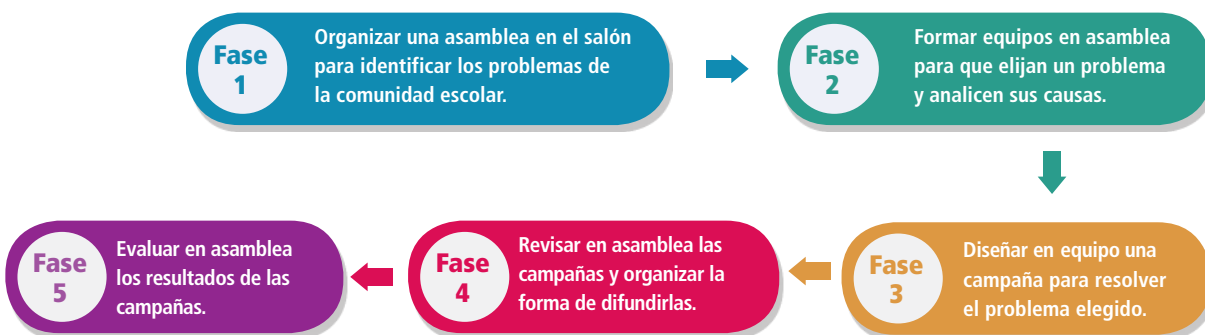 Fase
1
Organizar una asamblea en el salón
para identificar los problemas de
la comunidad escolar.
Fase
2
Formar equipos en asamblea
para que elijan un problema
y analicen sus causas.
Fase
3
Diseñar en equipo una
campaña para resolver
el problema elegido.
Fase
4
Revisar en asamblea las
campañas y organizar la
forma de difundirlas.
Fase
5
Evaluar en asamblea
los resultados de las
campañas.